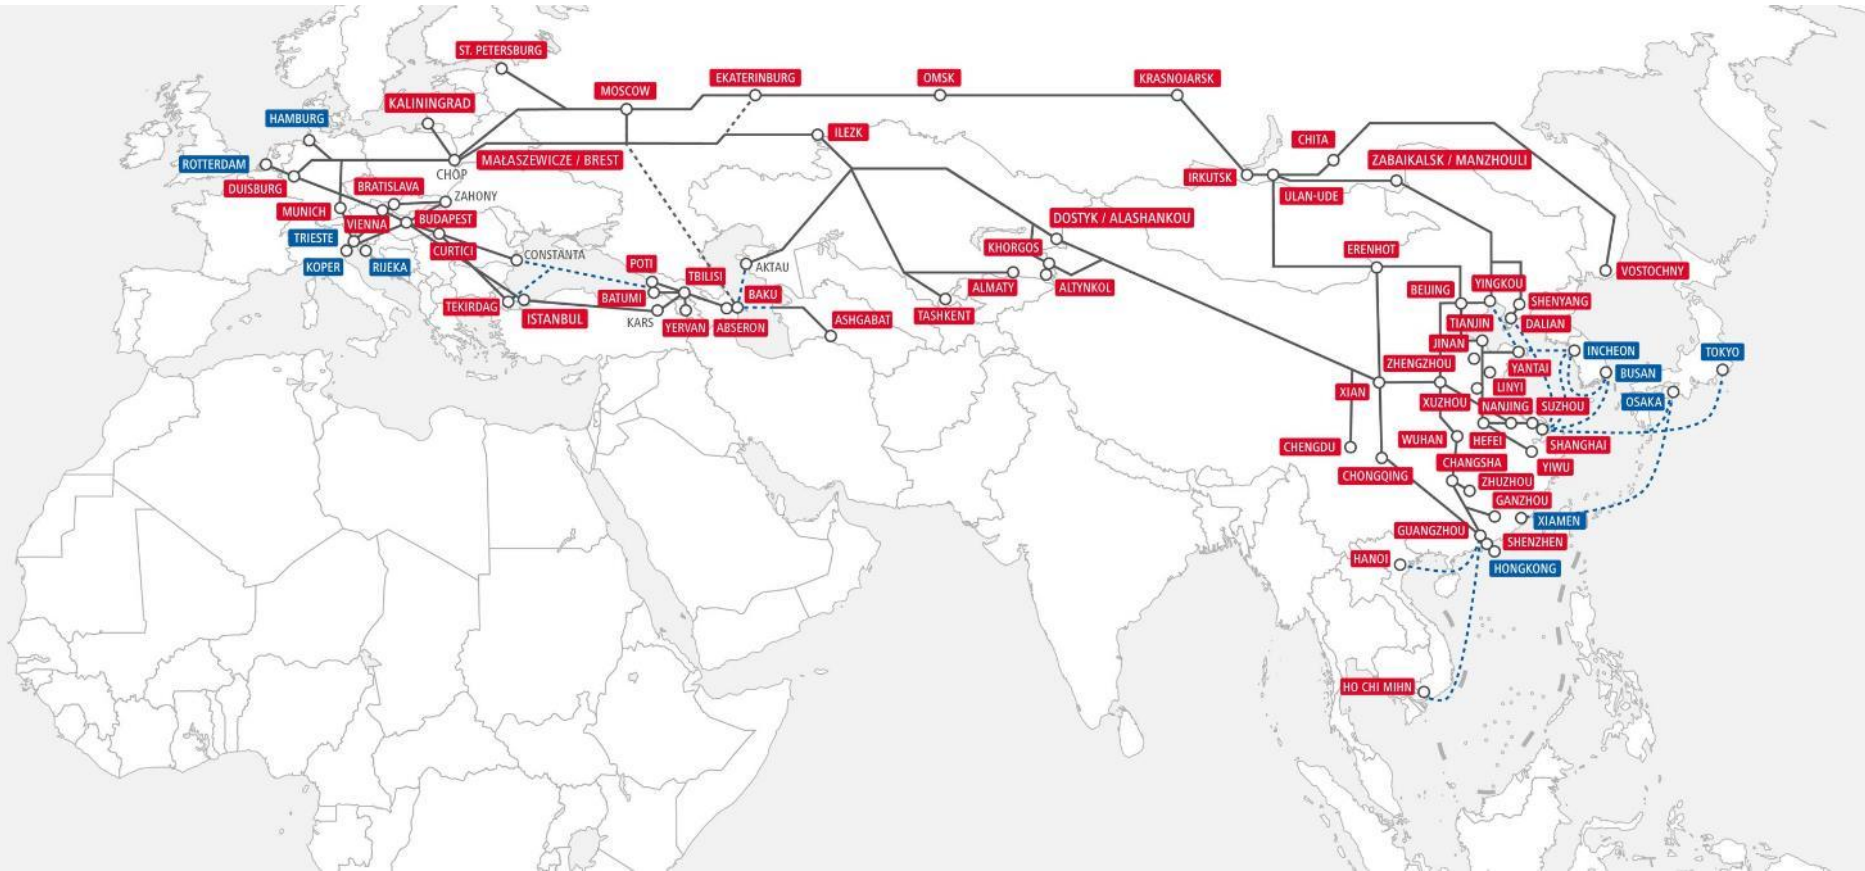 ST. PETERSBURG
MOSCOW
EKATERINBURG
OMSK
KRASNOJARSK
KALININGRAD
HAMBURG
ILEZK
CHITA
ROTTERDAM
MAŁASZEWICZE / BREST
ZABAIKALSK / MANZHOULI
CHOP
DUISBURG
BRATISLAVA
ZAHONY
IRKUTSK
ULAN-UDE
MUNICH
VIENNA
BUDAPEST
DOSTYK / ALASHANKOU
TRIESTE
CURTICI
CONSTANTA
KHORGOS
ERENHOT
KOPER
RIJEKA
POTI
TBILISI
AKTAU
VOSTOCHNY
ALMATY
ALTYNKOL
BEIJING
YINGKOU
TEKIRDAG
BATUMI
BAKU
SHENYANG
ISTANBUL
KARS
YERVAN
ABSERON
ASHGABAT
TASHKENT
TIANJIN
DALIAN
JINAN
INCHEON
TOKYO
ZHENGZHOU
YANTAI
BUSAN
XIAN
LINYI
XUZHOU
NANJING
SUZHOU
OSAKA
CHENGDU
WUHAN
HEFEI
SHANGHAI
CHONGQING
CHANGSHA
YIWU
ZHUZHOU
GANZHOU
GUANGZHOU
XIAMEN
SHENZHEN
HANOI
HONGKONG
HO CHI MIHN